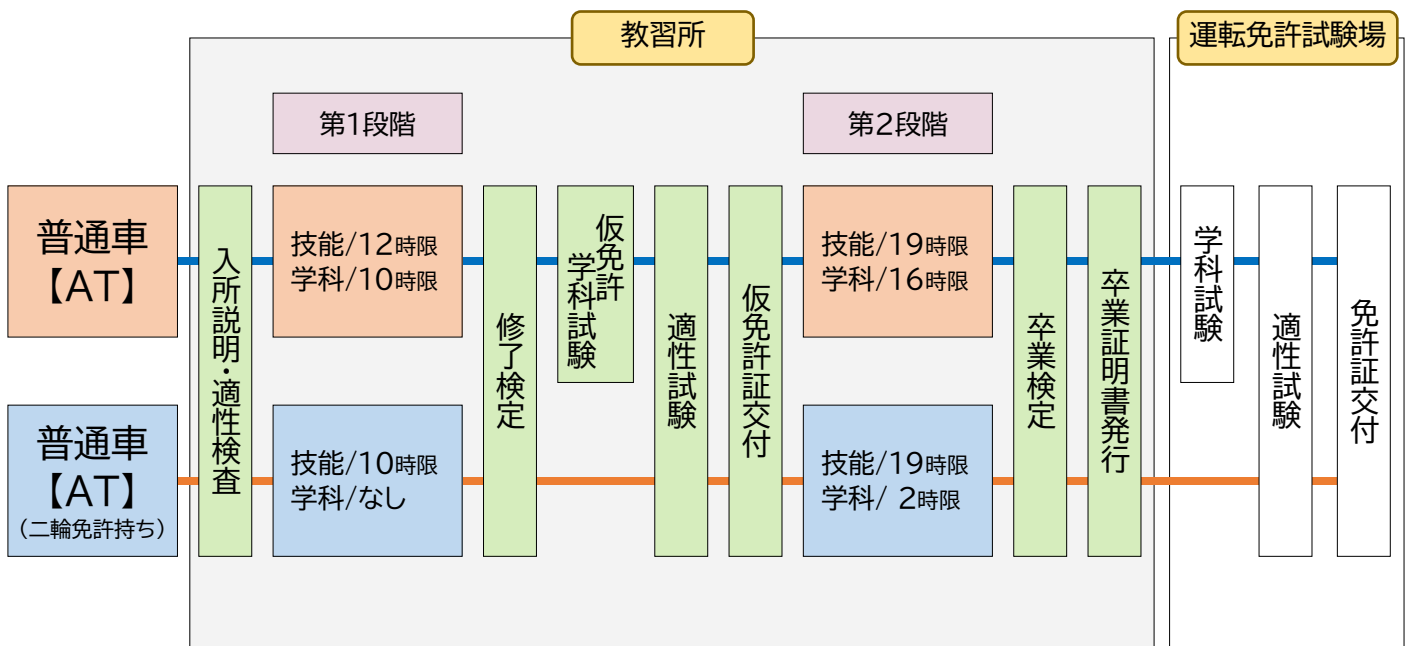 教習所
運転免許試験場
第1段階
第2段階
普通車
【AT】
入所説明・適性検査
技能/12時限
学科/10時限
修了検定
仮免許
学科試験
適性試験
仮免許証交付
技能/19時限
学科/16時限
卒業検定
卒業証明書発行
学科試験
適性試験
免許証交付
普通車
【AT】
（二輪免許持ち）
技能/10時限
学科/なし
技能/19時限
学科/ 2時限